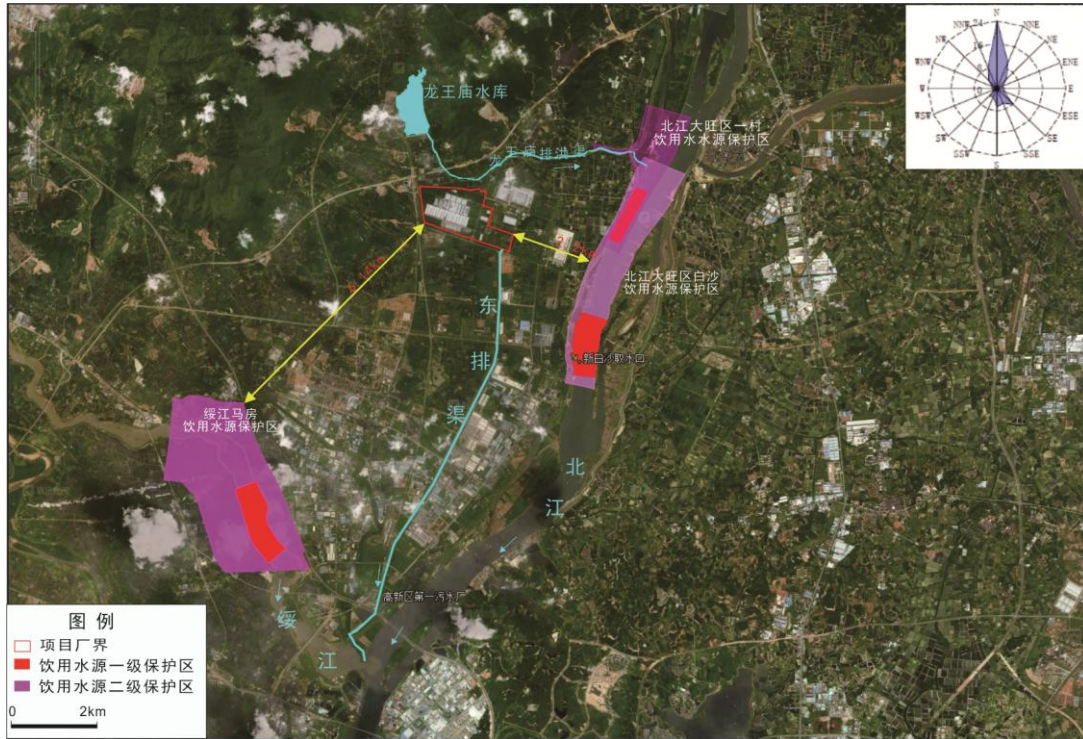 N
NNW
NNE
NW
NE
WNW
ENE
W
E
WSW
ESE
SW
SE
SSW
SSE
S
龙王庙水库
北江大旺区一村
饮用水水源保护区
龙王庙排洪渠
北江大旺区白沙
饮用水源保护区
东
排
渠
新白沙取水口
绥江马房
饮用水源保护区
北
江
高新区第一污水厂
绥
江
图 例
项目厂界
饮用水源一级保护区
饮用水源二级保护区
0
2km